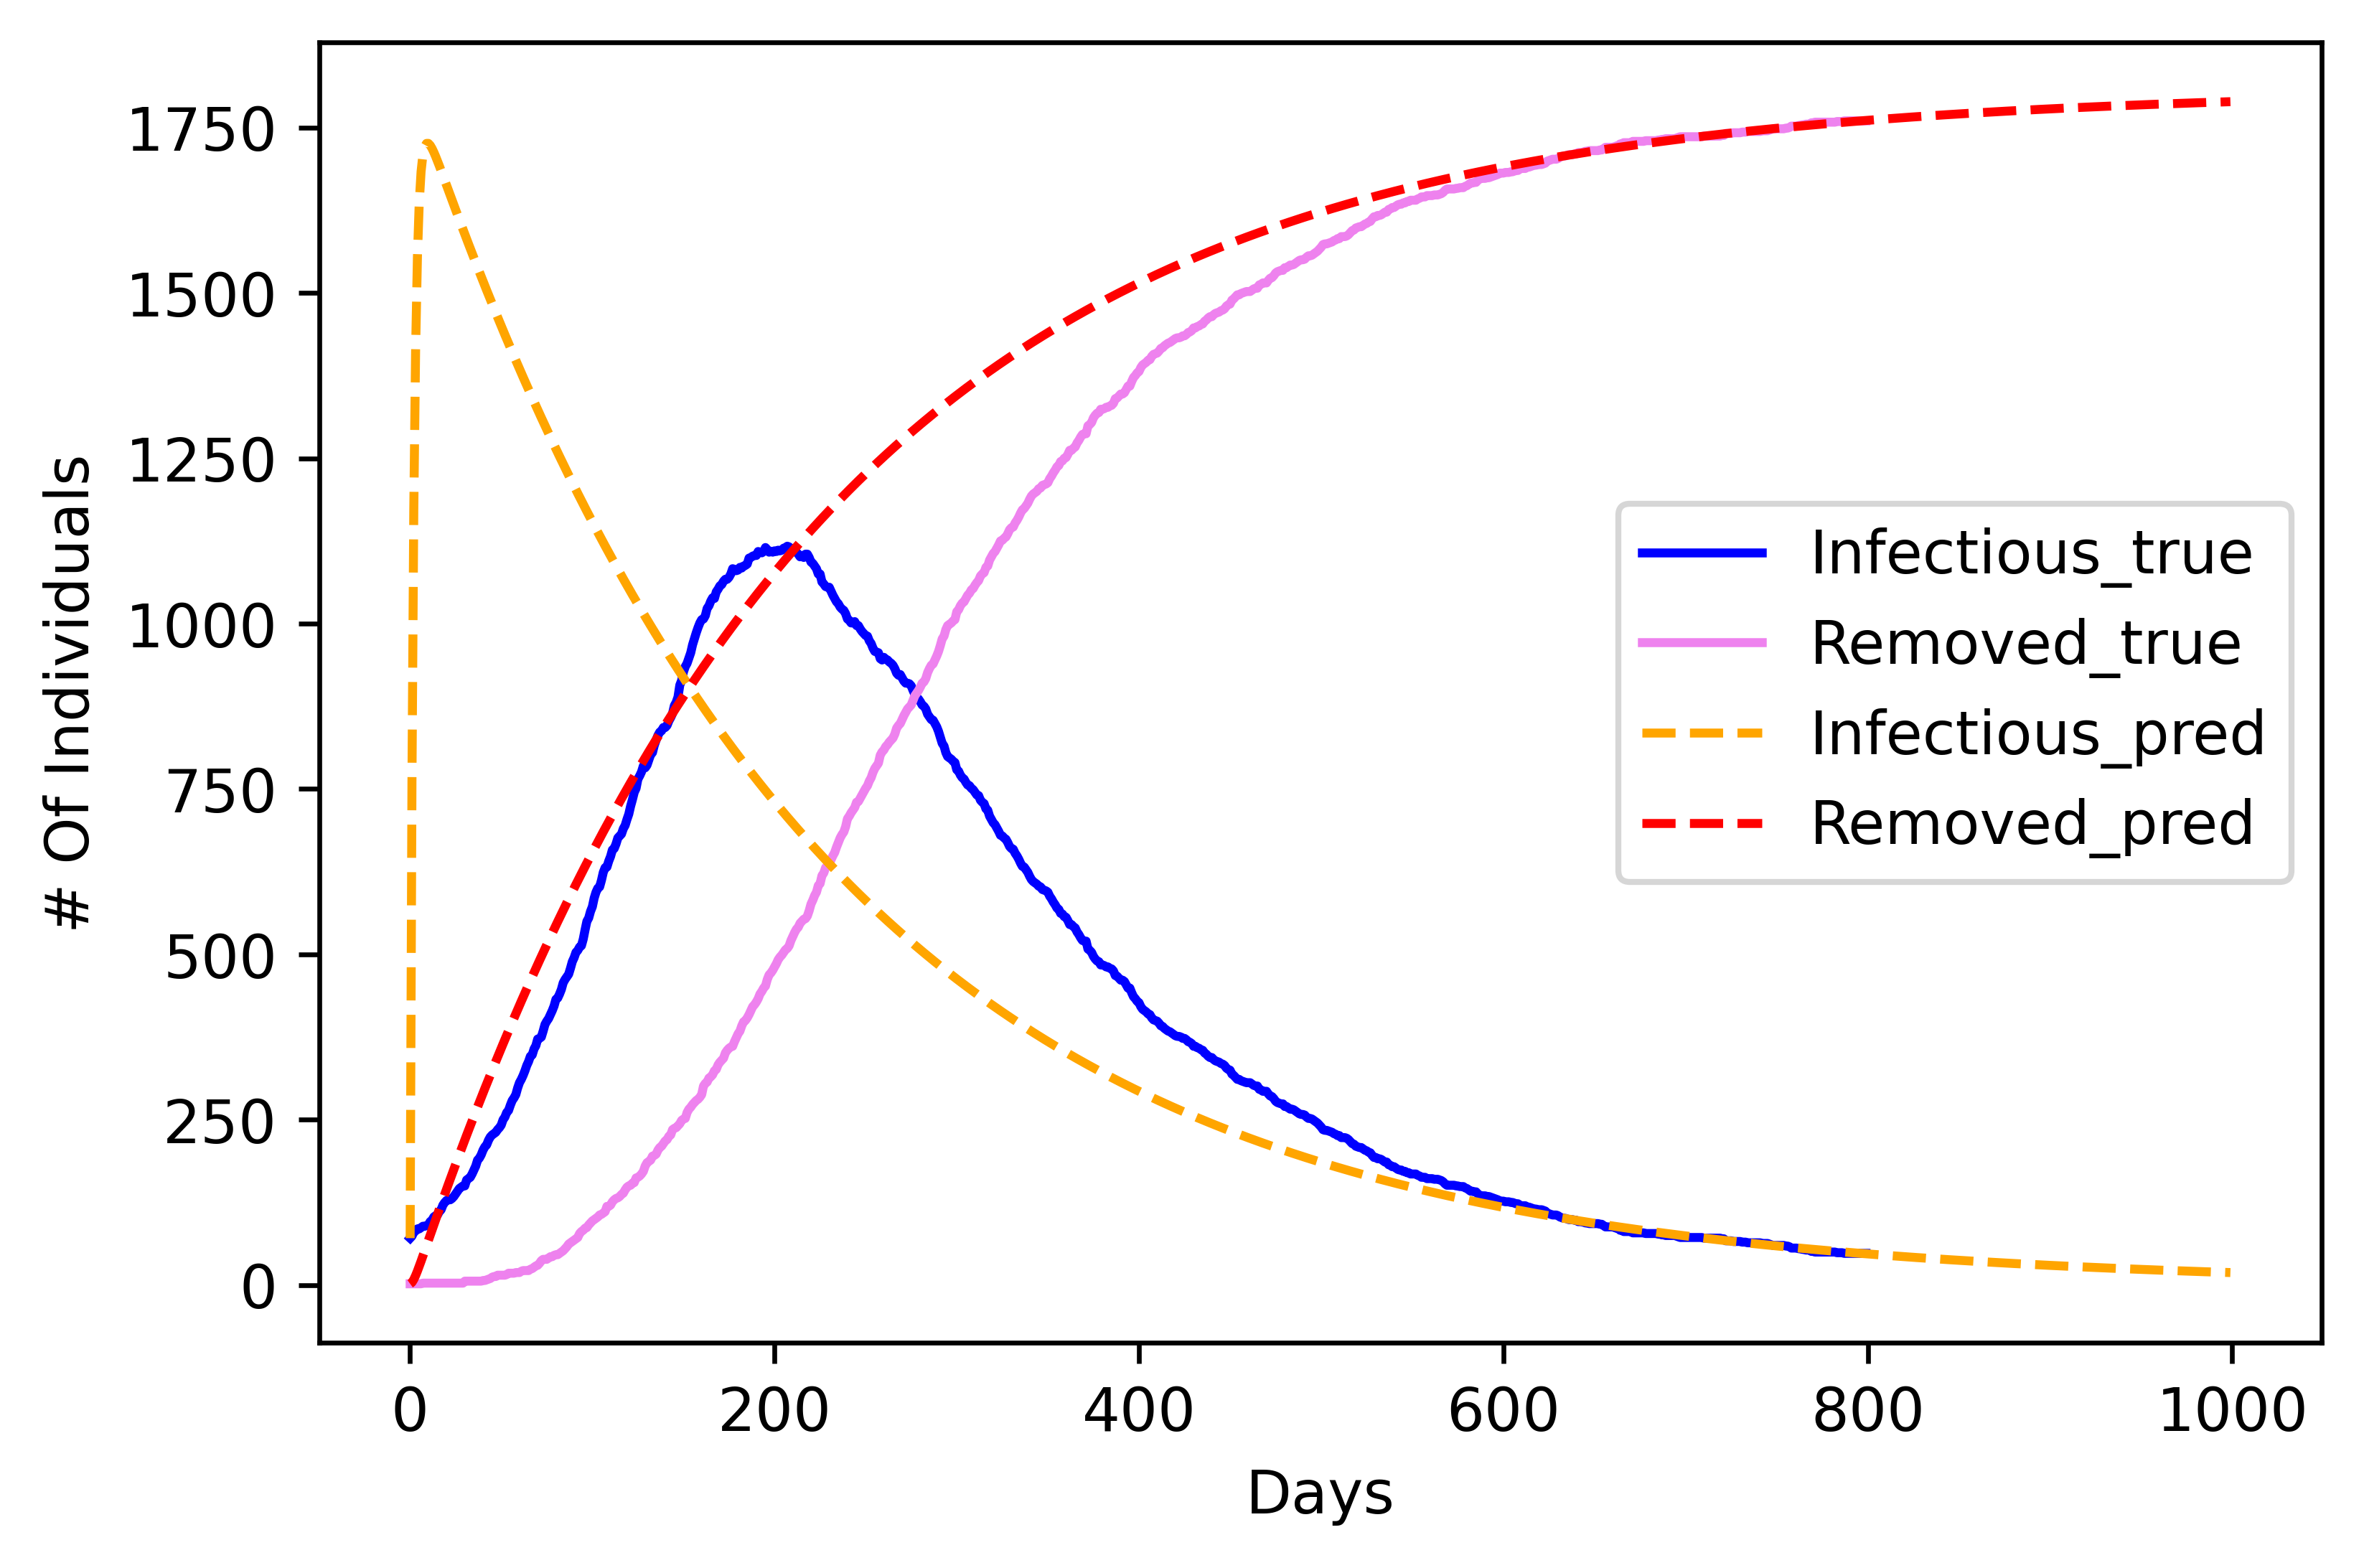 1750
1500
1250
1000
750
500
250
0
# Of Individuals
Infectious_true
Removed_true
Infectious_pred
Removed_pred
0 200 400 600 800 1000
Days